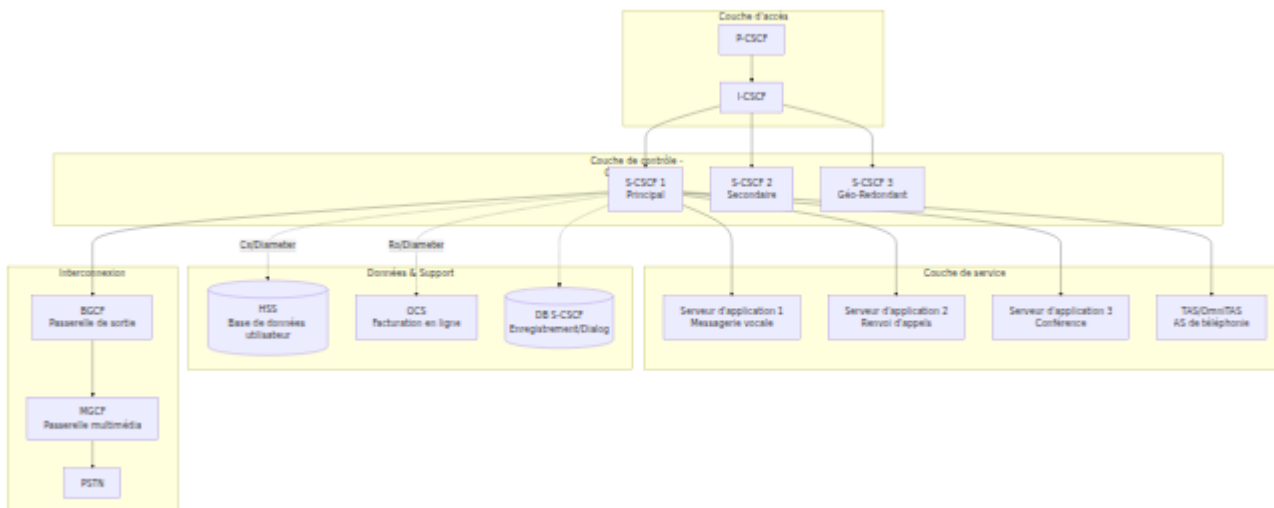 Couche d'accès
P-CSCF
I-CSCF
Couche de contrôle -
S-CSCF 1
Principal
S-CSCF 2
Secondaire
S-CSCF 3
Géo-Redondant
Cx/Diameter
Ro/Diameter
Interconnexion
BGCF
Passerelle de sortie
MGCF
Passerelle multimédia
PSTN
Données & Support
HSS
Base de données
utilisateur
OCS
Facturation en ligne
DB S-CSCF
Enregistrement/Dialog
Couche de service
Serveur d'application 1
Messagerie vocale
Serveur d'application 2
Renvoi d'appels
Serveur d'application 3
Conférence
TAS/OmniTAS
AS de téléphonie